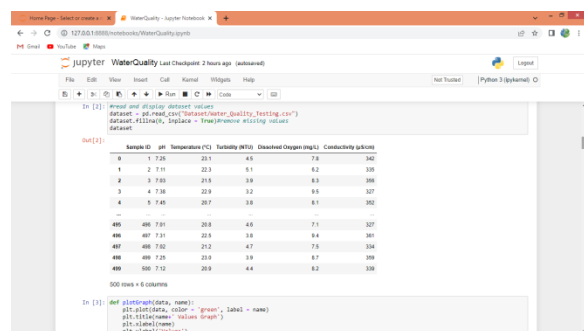 Home Page - Select or create a n
WaterQuality - Jupyter Notebook
127.0.0.1:8888/notebooks/WaterQuality.ipynb
Gmail YouTube Maps
jupyter WaterQuality Last Checkpoint: 2 hours ago (autosaved)
Logout
File Edit View Insert Cell Kernel Widgets Help
Not Trusted Python 3 (ipykernel)
Run Code
In [2]: #read and display dataset values
dataset = pd.read_csv("Dataset/Water_Quality_Testing.csv")
dataset.fillna(0, inplace = True)#remove missing values
dataset
Out[2]:
Sample ID pH Temperature (°C) Turbidity (NTU) Dissolved Oxygen (mg/L) Conductivity (µS/cm)
0 1 7.25 23.1 4.5 7.8 342
1 2 7.11 22.3 5.1 6.2 335
2 3 7.03 21.5 3.9 8.3 356
3 4 7.38 22.9 3.2 9.5 327
4 5 7.45 20.7 3.8 8.1 352
... ... ... ... ... ... ...
495 496 7.01 20.8 4.6 7.1 327
496 497 7.31 22.5 3.8 9.4 361
497 498 7.02 21.2 4.7 7.5 334
498 499 7.25 23.0 3.9 8.7 359
499 500 7.12 20.9 4.4 8.2 339
500 rows × 6 columns
In [3]: def plotGraph(data, name):
plt.plot(data, color = 'green', label = name)
plt.title(name+' Values Graph')
plt.xlabel(name)
plt.ylabel('Values')